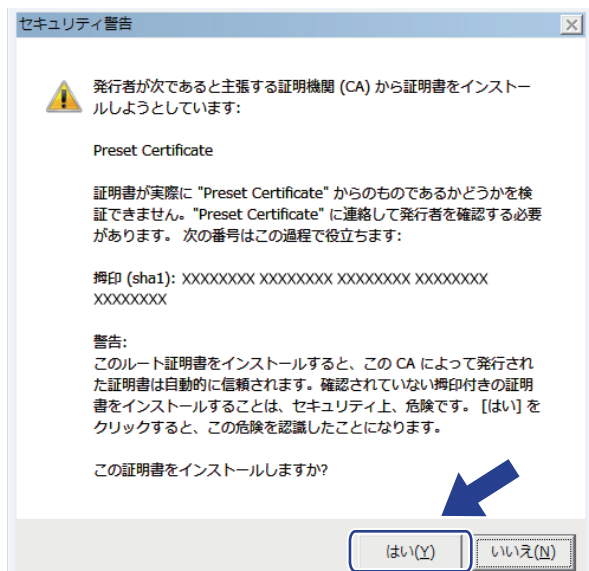 セキュリティ警告
発行者が次であると主張する証明機関 (CA) から証明書をインストー
ルしようとしています:
Preset Certificate
証明書が実際に "Preset Certificate" からのものであるかどうかを検
証できません。"Preset Certificate" に連絡して発行者を確認する必要
があります。 次の番号はこの過程で役立ちます:
拇印 (sha1): XXXXXXXX XXXXXXXX XXXXXXXX XXXXXXXX
XXXXXXXX
警告:
このルート証明書をインストールすると、この CA によって発行され
た証明書は自動的に信頼されます。確認されていない拇印付きの証明
書をインストールすることは、セキュリティ上、危険です。 [はい] を
クリックすると、この危険を認識したことになります。
この証明書をインストールしますか?
はい(Y) いいえ(N)